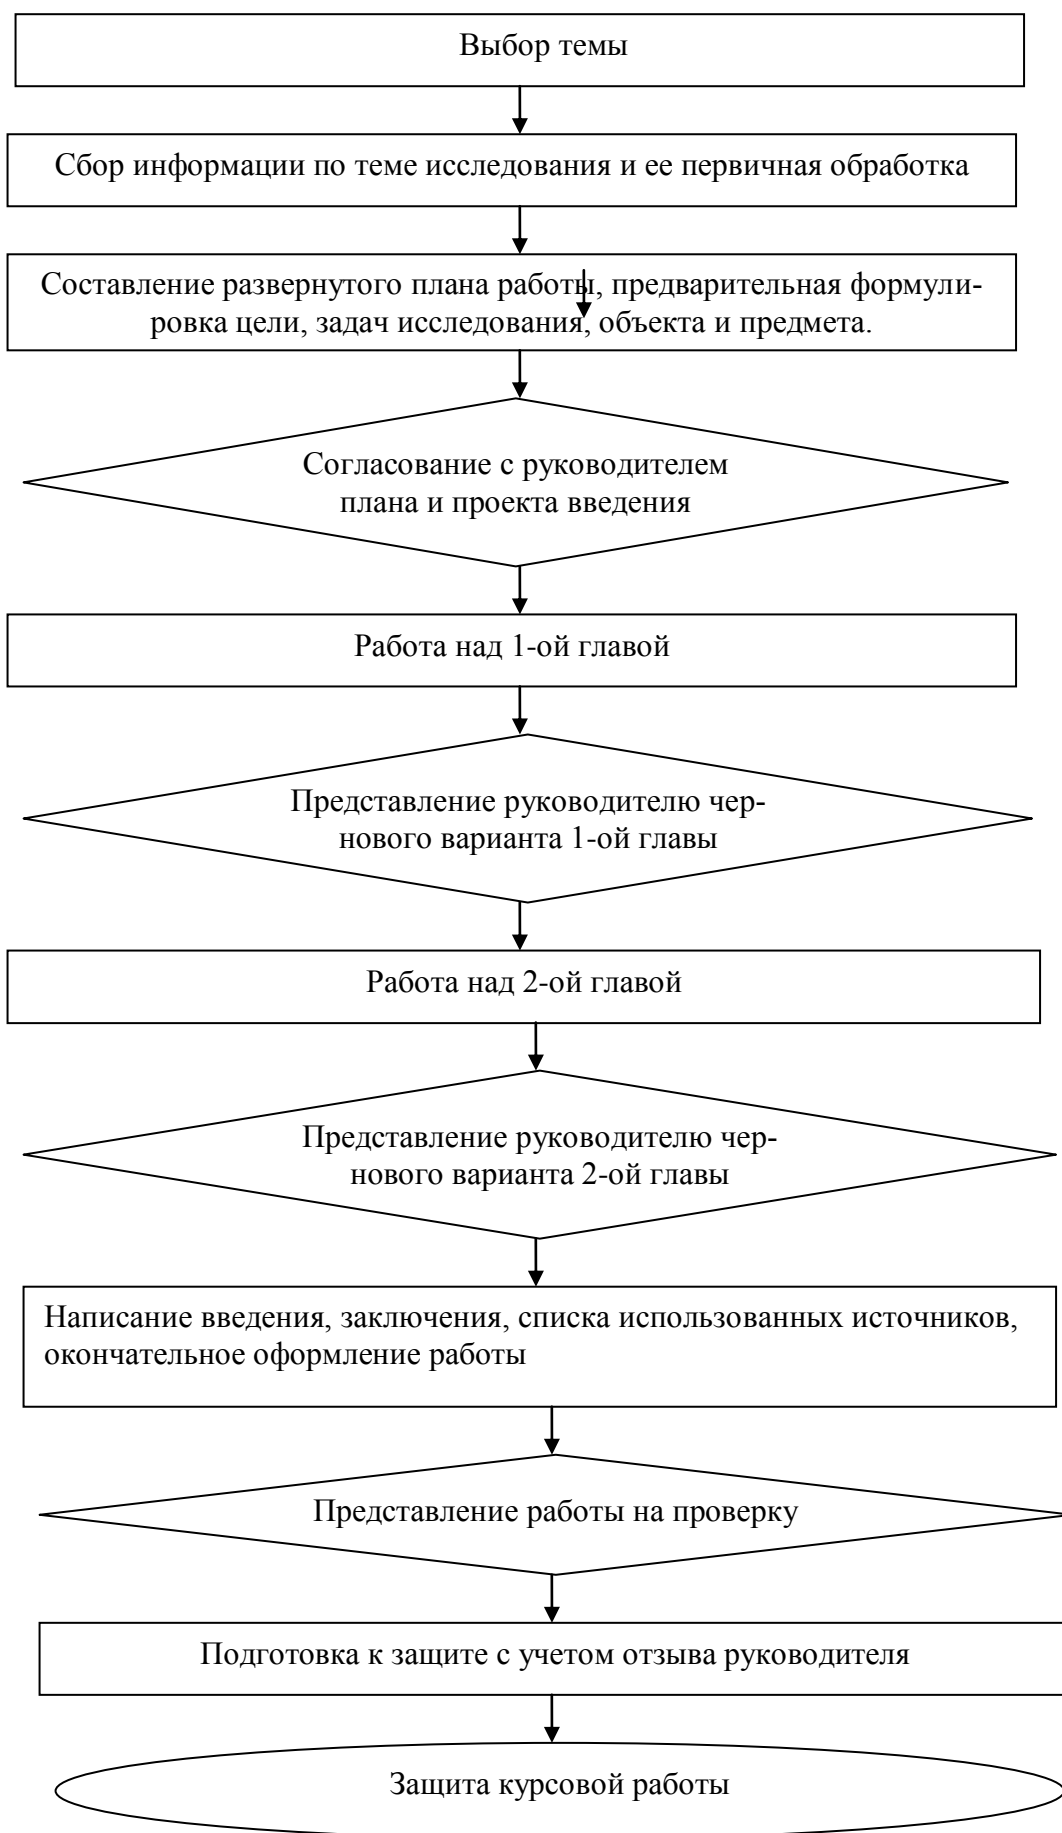 Выбор темы
Сбор информации по теме исследования и ее первичная обработка
Составление развернутого плана работы, предварительная формули-
ровка цели, задач исследования, объекта и предмета.
Согласование с руководителем
плана и проекта введения
Работа над 1-ой главой
Представление руководителю чер-
нового варианта 1-ой главы
Работа над 2-ой главой
Представление руководителю чер-
нового варианта 2-ой главы
Написание введения, заключения, списка использованных источников,
окончательное оформление работы
Представление работы на проверку
Подготовка к защите с учетом отзыва руководителя
Защита курсовой работы